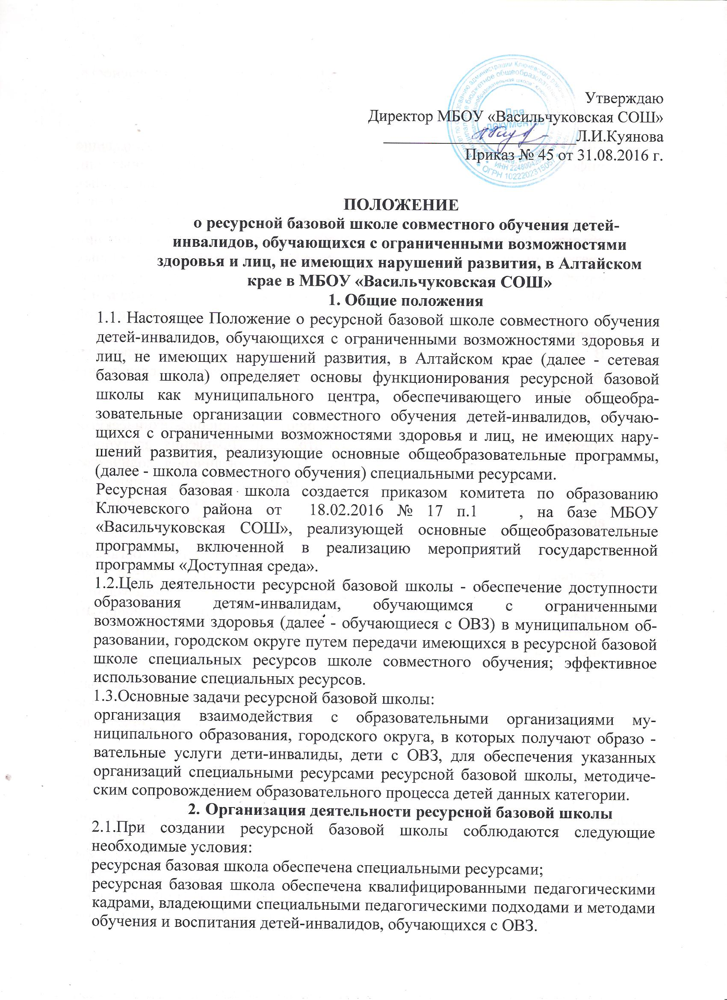 Утверждаю
Директор МБОУ «Васильчуковская СОШ»
Л.И.Куянова
Приказ № 45 от 31.08.2016 г.
Для
документов
ИНН 224800426
ОГРН 1022202315057
ПОЛОЖЕНИЕ
о ресурсной базовой школе совместного обучения детей-
инвалидов, обучающихся с ограниченными возможностями
здоровья и лиц, не имеющих нарушений развития, в Алтайском
крае в МБОУ «Васильчуковская СОШ»
1. Общие положения
1.1. Настоящее Положение о ресурсной базовой школе совместного обучения
детей-инвалидов, обучающихся с ограниченными возможностями здоровья и
лиц, не имеющих нарушений развития, в Алтайском крае (далее - сетевая
базовая школа) определяет основы функционирования ресурсной базовой
школы как муниципального центра, обеспечивающего иные общеобра-
зовательные организации совместного обучения детей-инвалидов, обучаю-
щихся с ограниченными возможностями здоровья и лиц, не имеющих нару-
шений развития, реализующие основные общеобразовательные программы,
(далее - школа совместного обучения) специальными ресурсами.
Ресурсная базовая школа создается приказом комитета по образованию
Ключевского района от 18.02.2016 № 17 п.1 , на базе МБОУ
«Васильчуковская СОШ», реализующей основные общеобразовательные
программы, включенной в реализацию мероприятий государственной
программы «Доступная среда».
1.2.Цель деятельности ресурсной базовой школы - обеспечение доступности
образования детям-инвалидам, обучающимся с ограниченными
возможностями здоровья (далее - обучающиеся с ОВЗ) в муниципальном об-
разовании, городском округе путем передачи имеющихся в ресурсной базовой
школе специальных ресурсов школе совместного обучения; эффективное
использование специальных ресурсов.
1.3.Основные задачи ресурсной базовой школы:
организация взаимодействия с образовательными организациями му-
ниципального образования, городского округа, в которых получают образо -
вательные услуги дети-инвалиды, дети с ОВЗ, для обеспечения указанных
организаций специальными ресурсами ресурсной базовой школы, методиче-
ским сопровождением образовательного процесса детей данных категории.
2. Организация деятельности ресурсной базовой школы
2.1.При создании ресурсной базовой школы соблюдаются следующие
необходимые условия:
ресурсная базовая школа обеспечена специальными ресурсами;
ресурсная базовая школа обеспечена квалифицированными педагогическими
кадрами, владеющими специальными педагогическими подходами и методами
обучения и воспитания детей-инвалидов, обучающихся с ОВЗ.